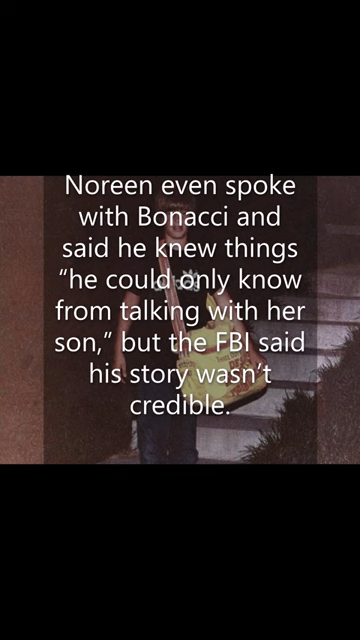 Noreen even spoke
with Bonacci and
said he knew things
“he could only know
from talking with her
son,” but the FBI said
his story wasn’t
credible.